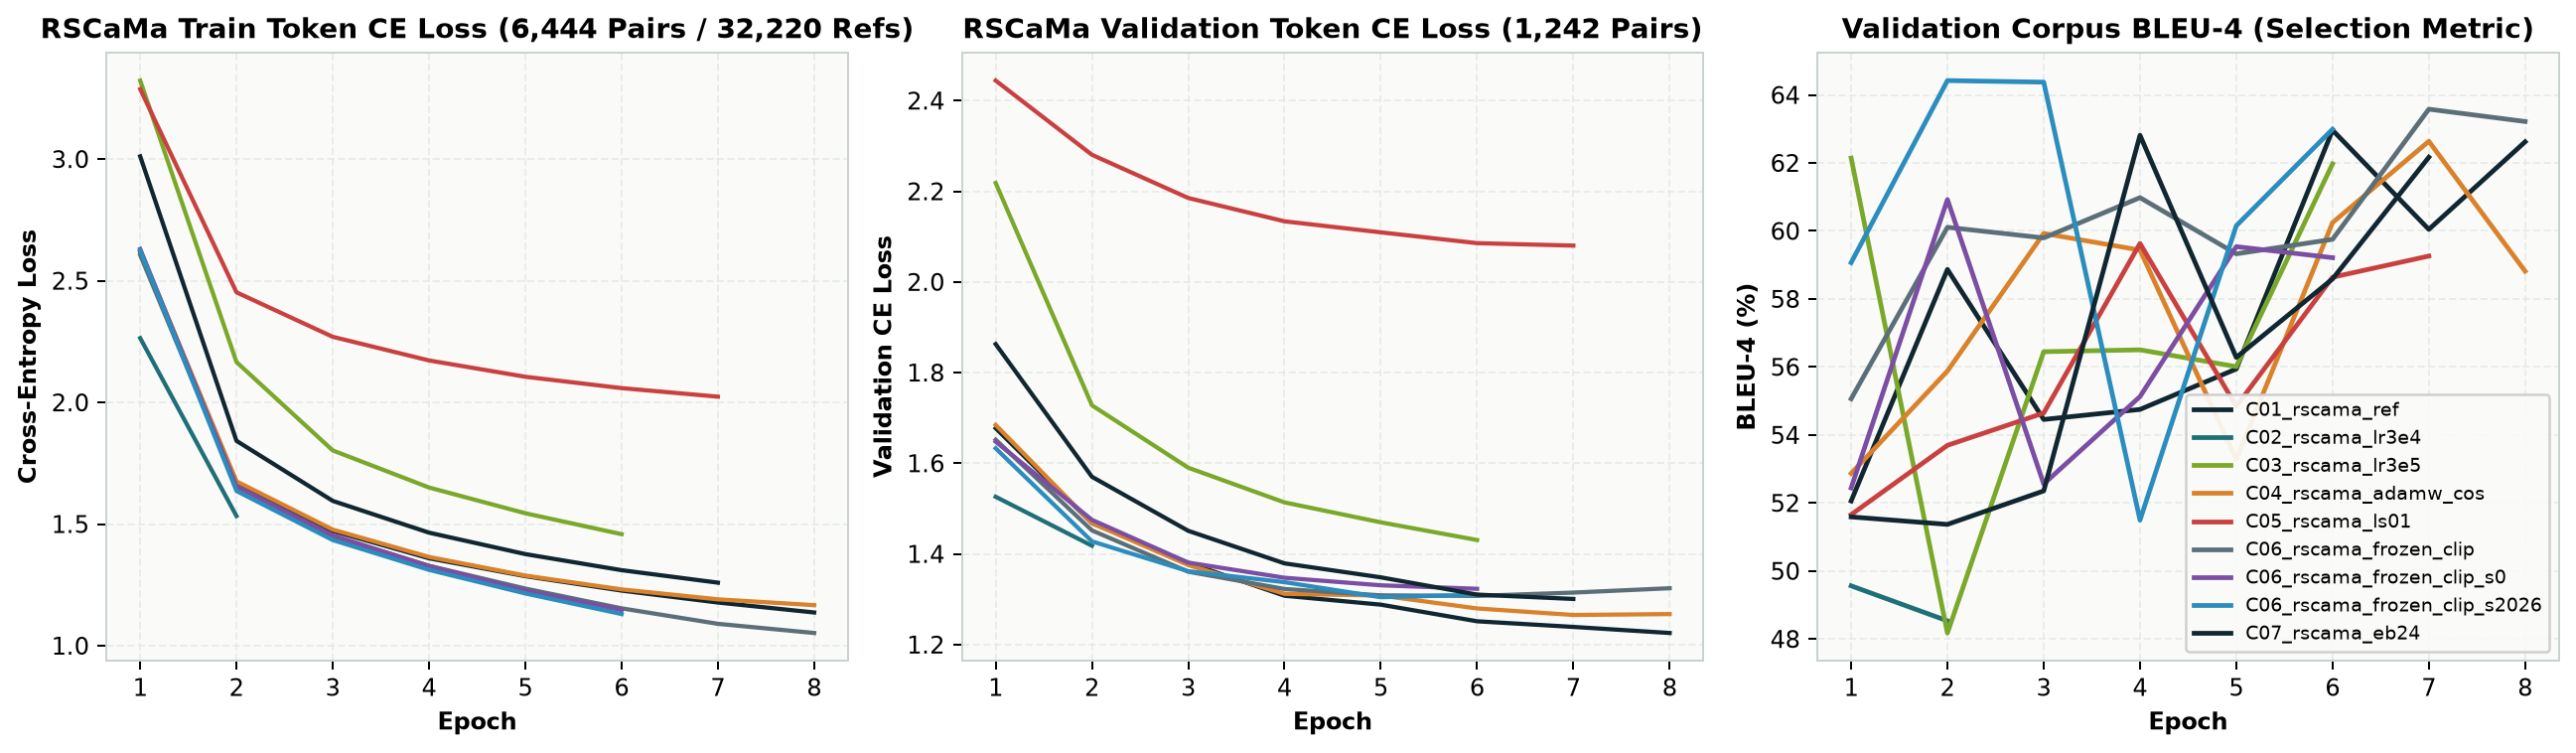 RSCaMa Train Token CE Loss (6,444 Pairs / 32,220 Refs)
Cross-Entropy Loss
3.0
2.5
2.0
1.5
1.0
1 2 3 4 5 6 7 8
Epoch
RSCaMa Validation Token CE Loss (1,242 Pairs)
Validation CE Loss
2.4
2.2
2.0
1.8
1.6
1.4
1.2
1 2 3 4 5 6 7 8
Epoch
Validation Corpus BLEU-4 (Selection Metric)
BLEU-4 (%)
64
62
60
58
56
54
52
50
48
C01_rscama_ref
C02_rscama_lr3e4
C03_rscama_lr3e5
C04_rscama_adamw_cos
C05_rscama_ls01
C06_rscama_frozen_clip
C06_rscama_frozen_clip_s0
C06_rscama_frozen_clip_s2026
C07_rscama_eb24
1 2 3 4 5 6 7 8
Epoch